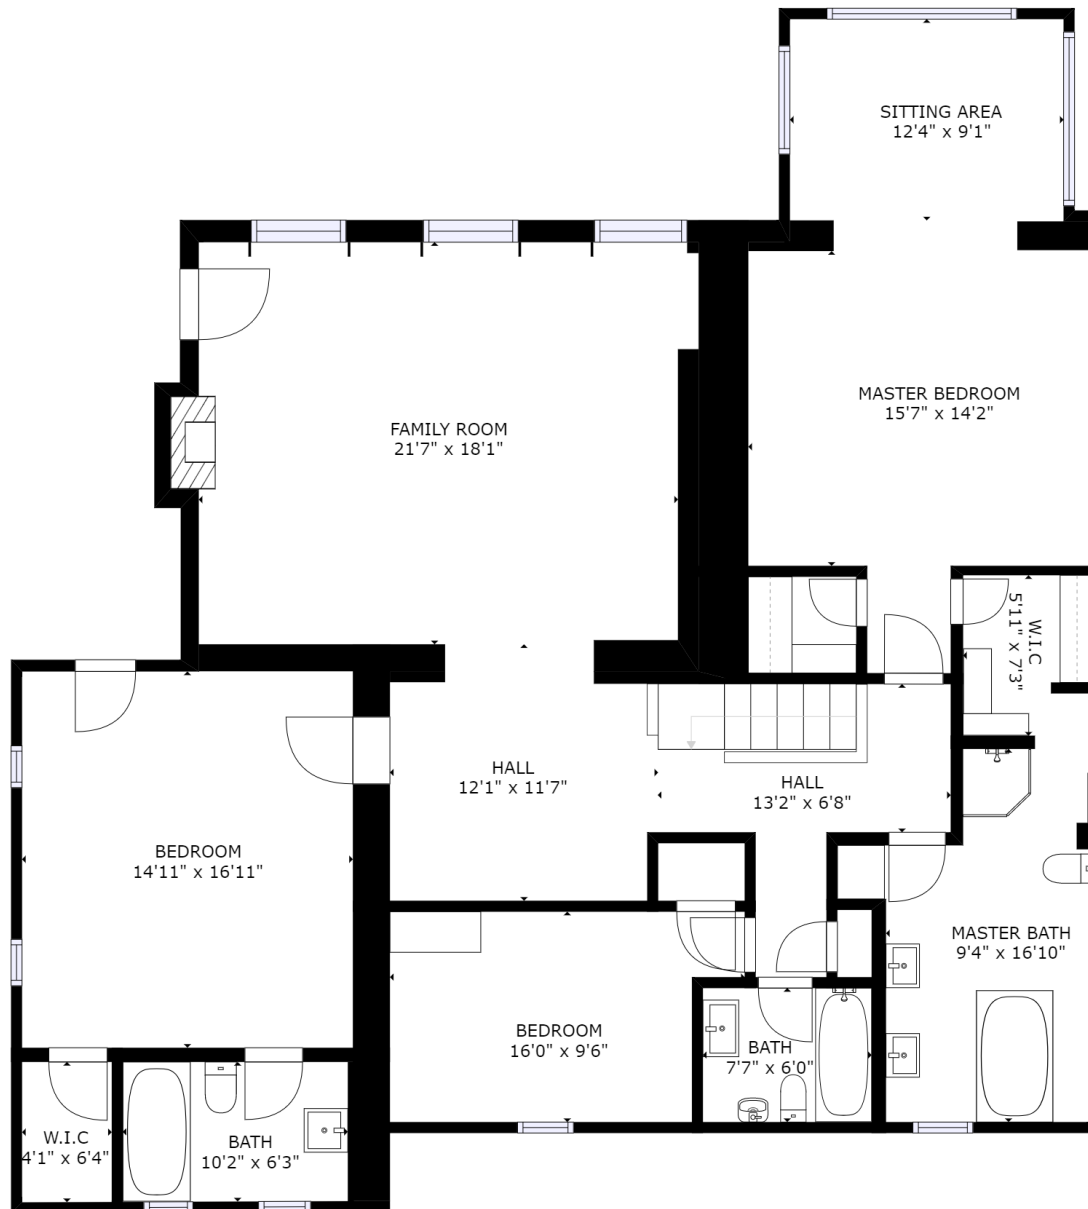 SITTING AREA
12'4" x 9'1"
MASTER BEDROOM
15'7" x 14'2"
FAMILY ROOM
21'7" x 18'1"
W.I.C
5'11" x 7'3"
HALL
12'1" x 11'7"
HALL
13'2" x 6'8"
BEDROOM
14'11" x 16'11"
MASTER BATH
9'4" x 16'10"
BEDROOM
16'0" x 9'6"
BATH
7'7" x 6'0"
W.I.C
4'1" x 6'4"
BATH
10'2" x 6'3"